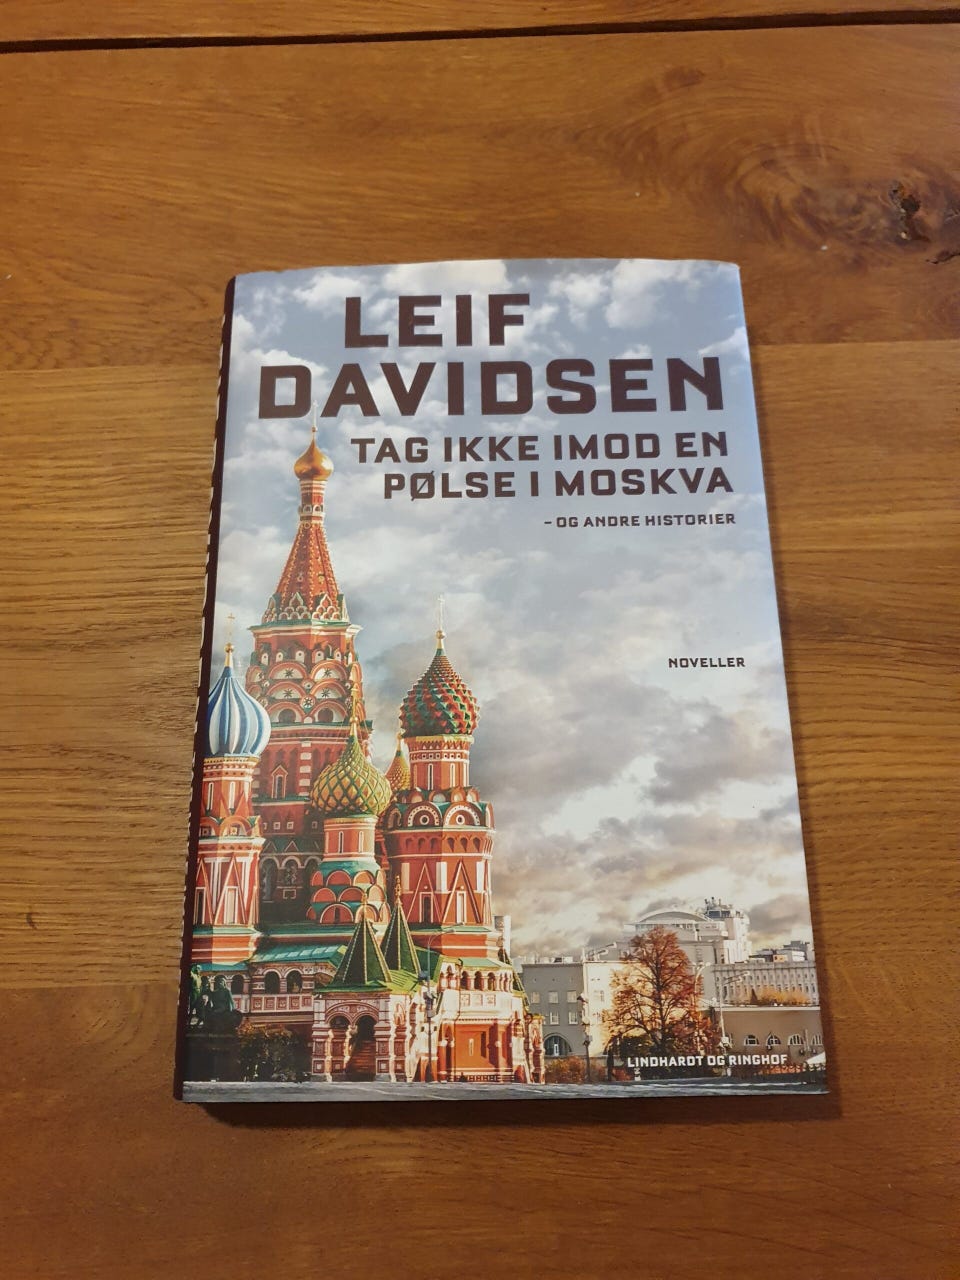 LEIF
DAVIDSEN
TAG IKKE IMOD EN
PØLSE I MOSKVA
– OG ANDRE HISTORIER
NOVELLER
LINDHARDT OG RINGHOF